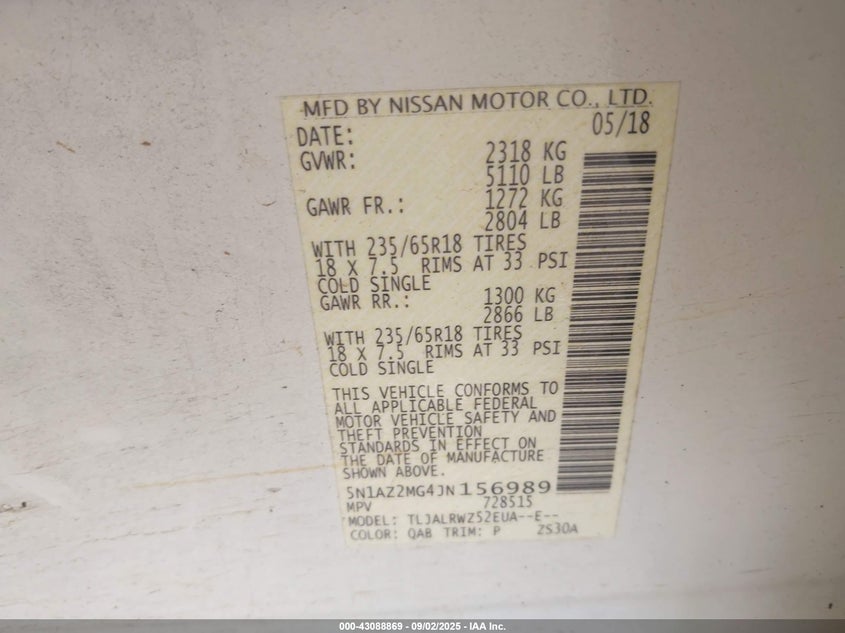 MFD BY NISSAN MOTOR CO., LTD.
DATE: 05/18
GVWR: 2318 KG
5110 LB
GAWR FR.: 1272 KG
2804 LB
WITH 235/65R18 TIRES
18 X 7.5 RIMS AT 33 PSI
COLD SINGLE
GAWR RR.: 1300 KG
2866 LB
WITH 235/65R18 TIRES
18 X 7.5 RIMS AT 33 PSI
COLD SINGLE
THIS VEHICLE CONFORMS TO
ALL APPLICABLE FEDERAL
MOTOR VEHICLE SAFETY AND
THEFT PREVENTION
STANDARDS IN EFFECT ON
THE DATE OF MANUFACTURE
SHOWN ABOVE.
5N1AZ2MG4JN156989
MPV 728515
MODEL: TLJALRWZ52EUA--E--
COLOR: QAB TRIM: P ZS30A
000-43088869 - 09/02/2025 - IAA Inc.